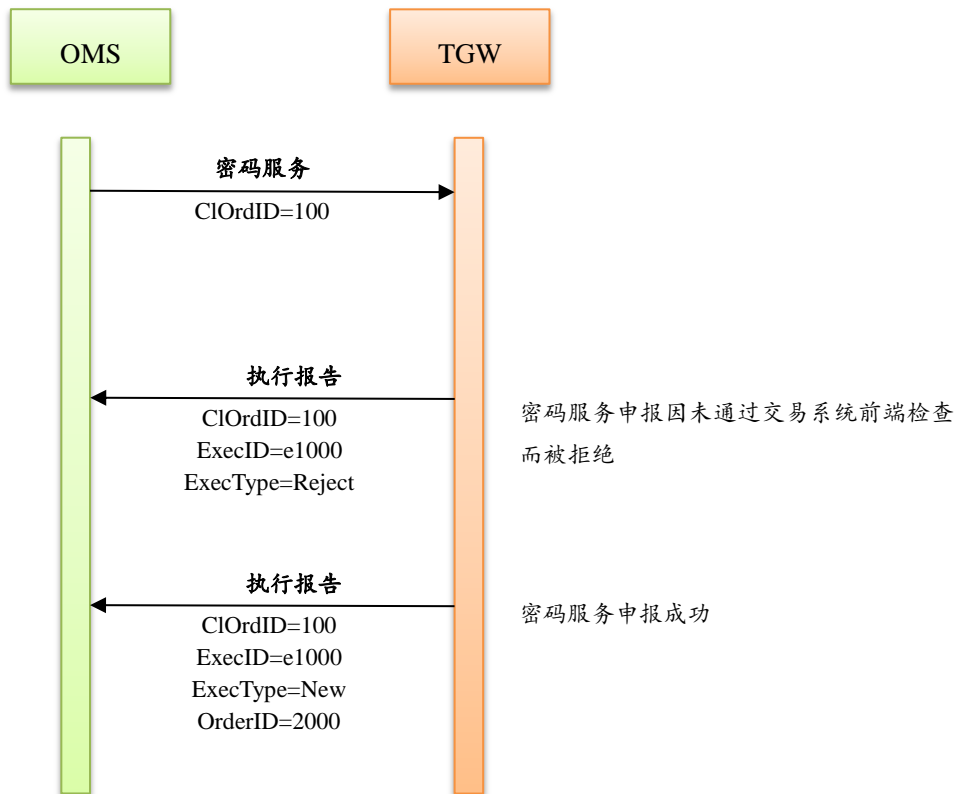 OMS
TGW
密码服务
ClOrdID=100
执行报告
ClOrdID=100
ExecID=e1000
ExecType=Reject
密码服务申报因未通过交易系统前端检查
而被拒绝
执行报告
ClOrdID=100
ExecID=e1000
ExecType=New
OrderID=2000
密码服务申报成功